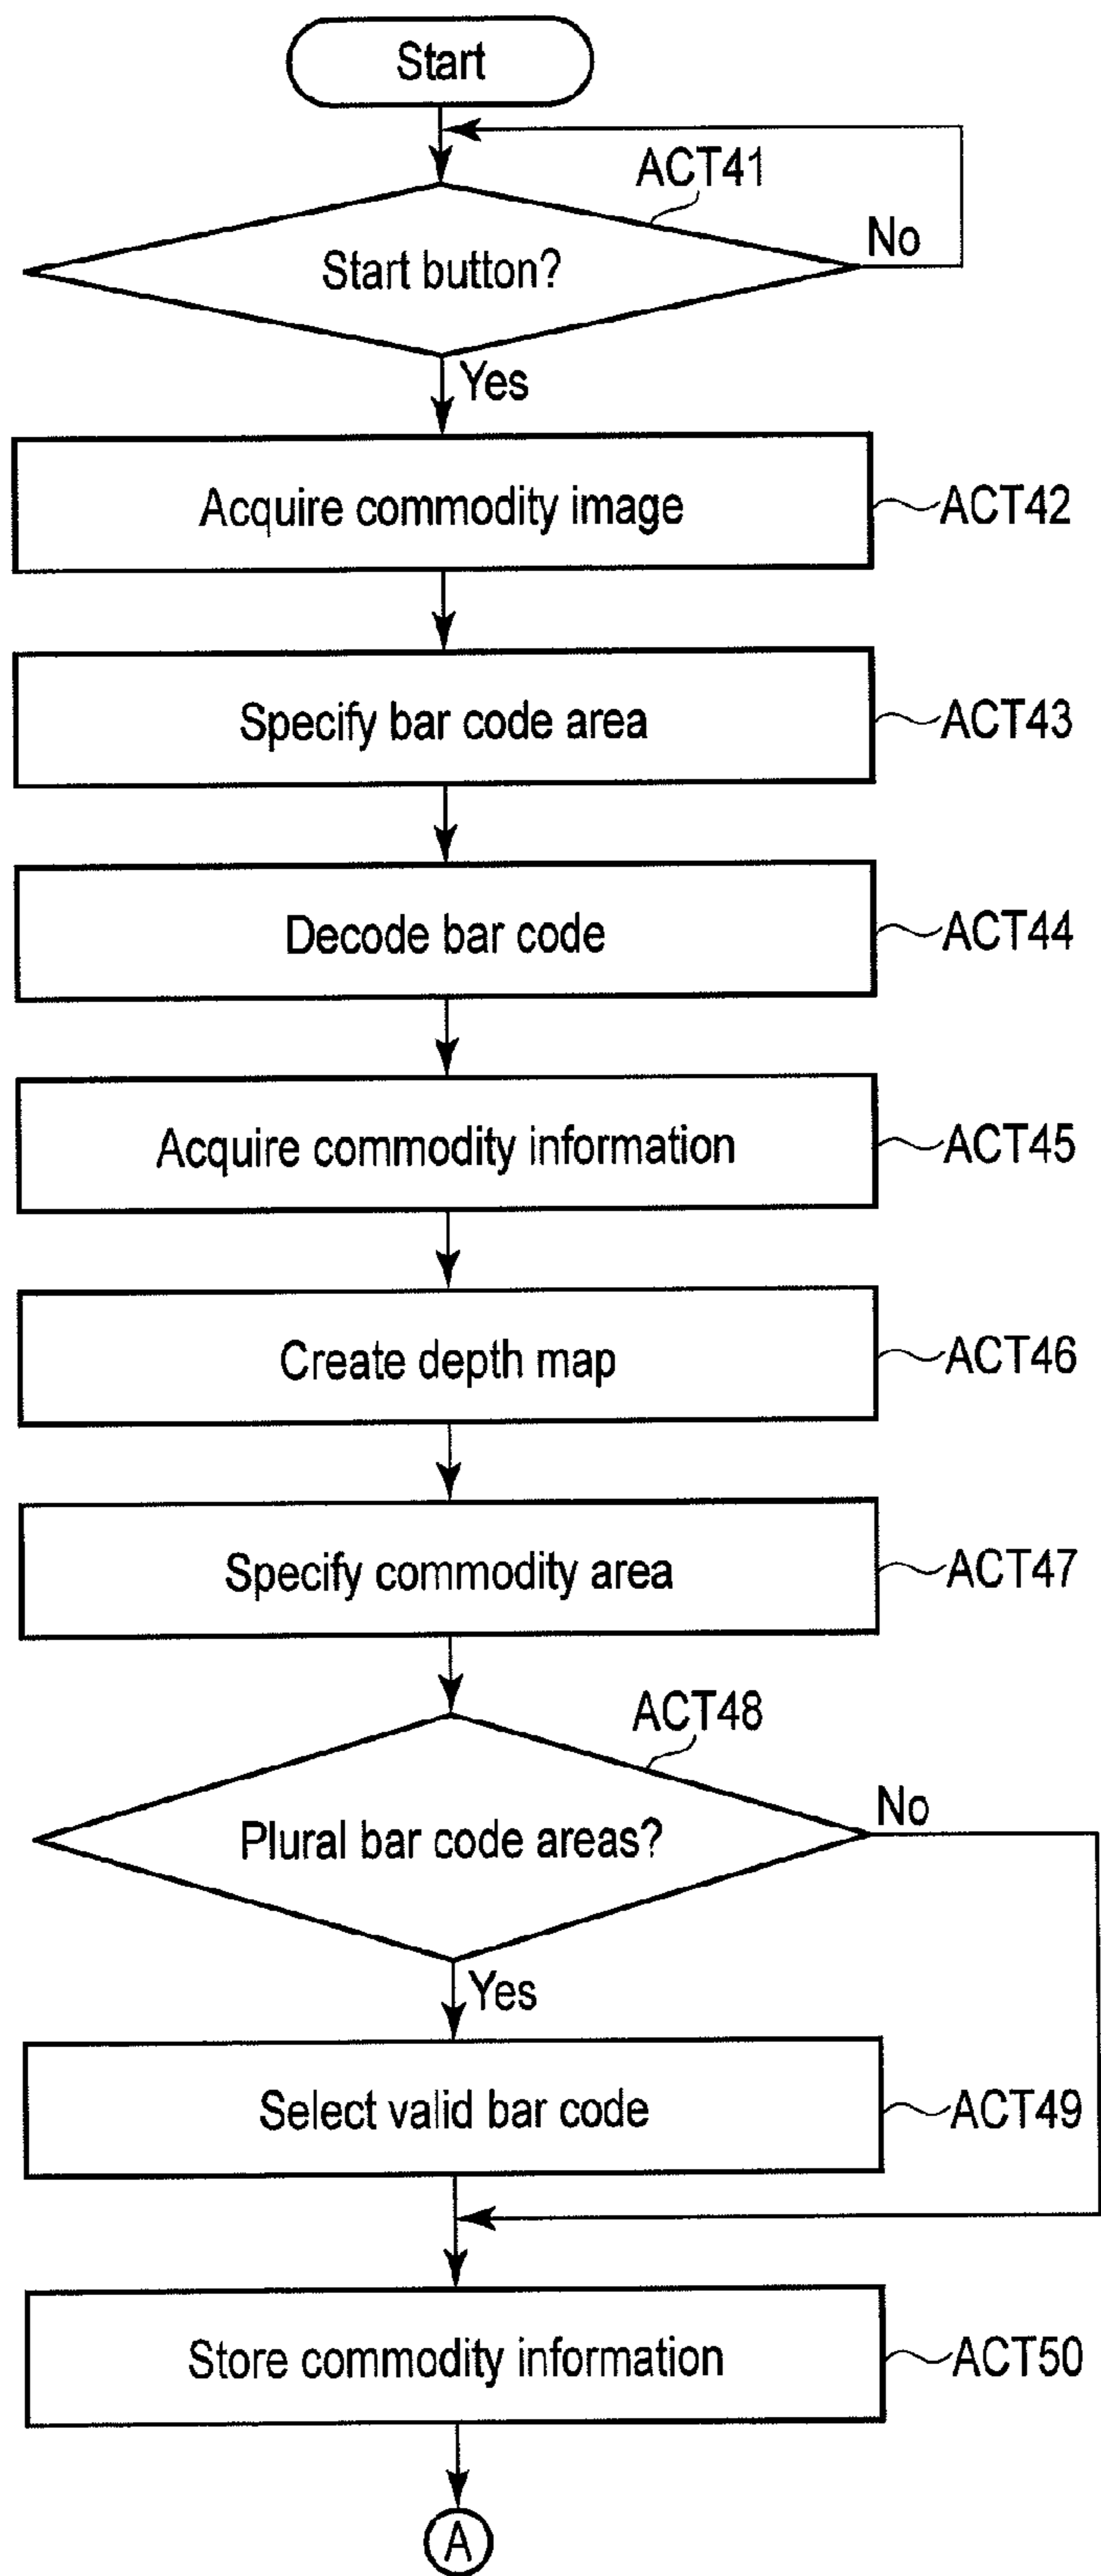 Start
ACT41
Start button?
No
Yes
Acquire commodity image
ACT42
Specify bar code area
ACT43
Decode bar code
ACT44
Acquire commodity information
ACT45
Create depth map
ACT46
Specify commodity area
ACT47
ACT48
Plural bar code areas?
No
Yes
Select valid bar code
ACT49
Store commodity information
ACT50
A